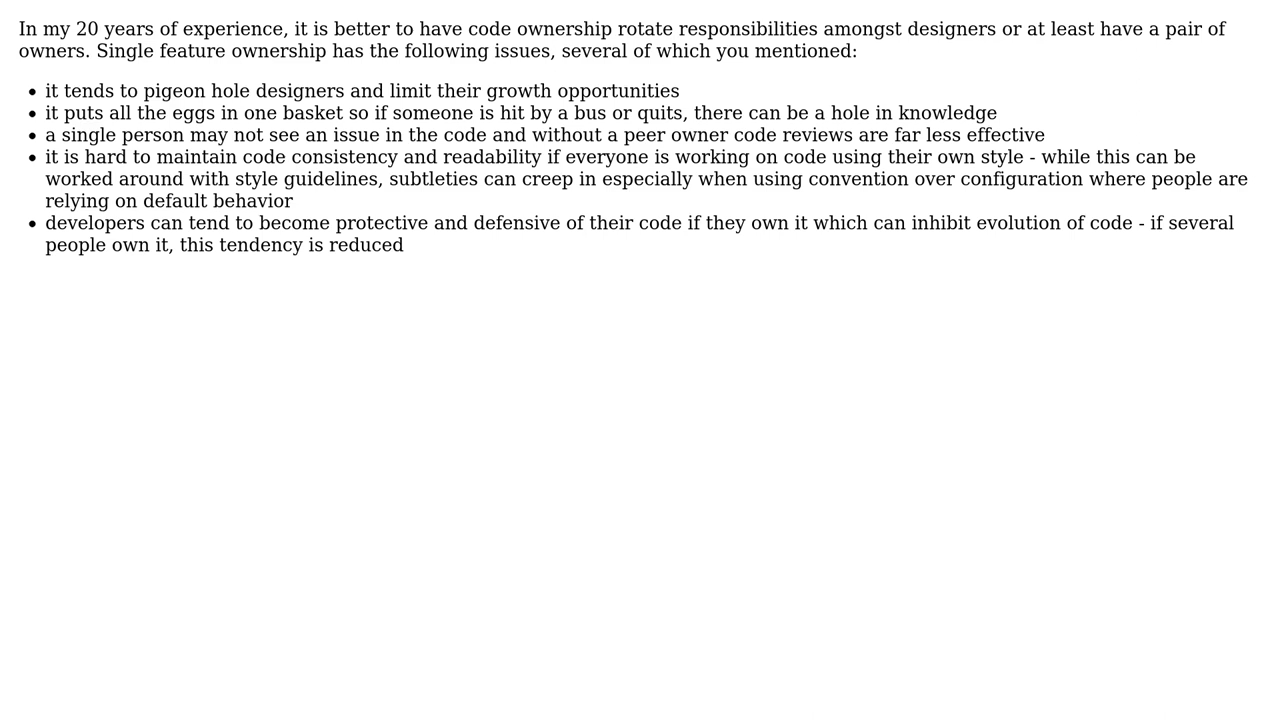 In my 20 years of experience, it is better to have code ownership rotate responsibilities amongst designers or at least have a pair of
owners. Single feature ownership has the following issues, several of which you mentioned:
• it tends to pigeon hole designers and limit their growth opportunities
• it puts all the eggs in one basket so if someone is hit by a bus or quits, there can be a hole in knowledge
• a single person may not see an issue in the code and without a peer owner code reviews are far less effective
• it is hard to maintain code consistency and readability if everyone is working on code using their own style - while this can be
worked around with style guidelines, subtleties can creep in especially when using convention over configuration where people are
relying on default behavior
• developers can tend to become protective and defensive of their code if they own it which can inhibit evolution of code - if several
people own it, this tendency is reduced